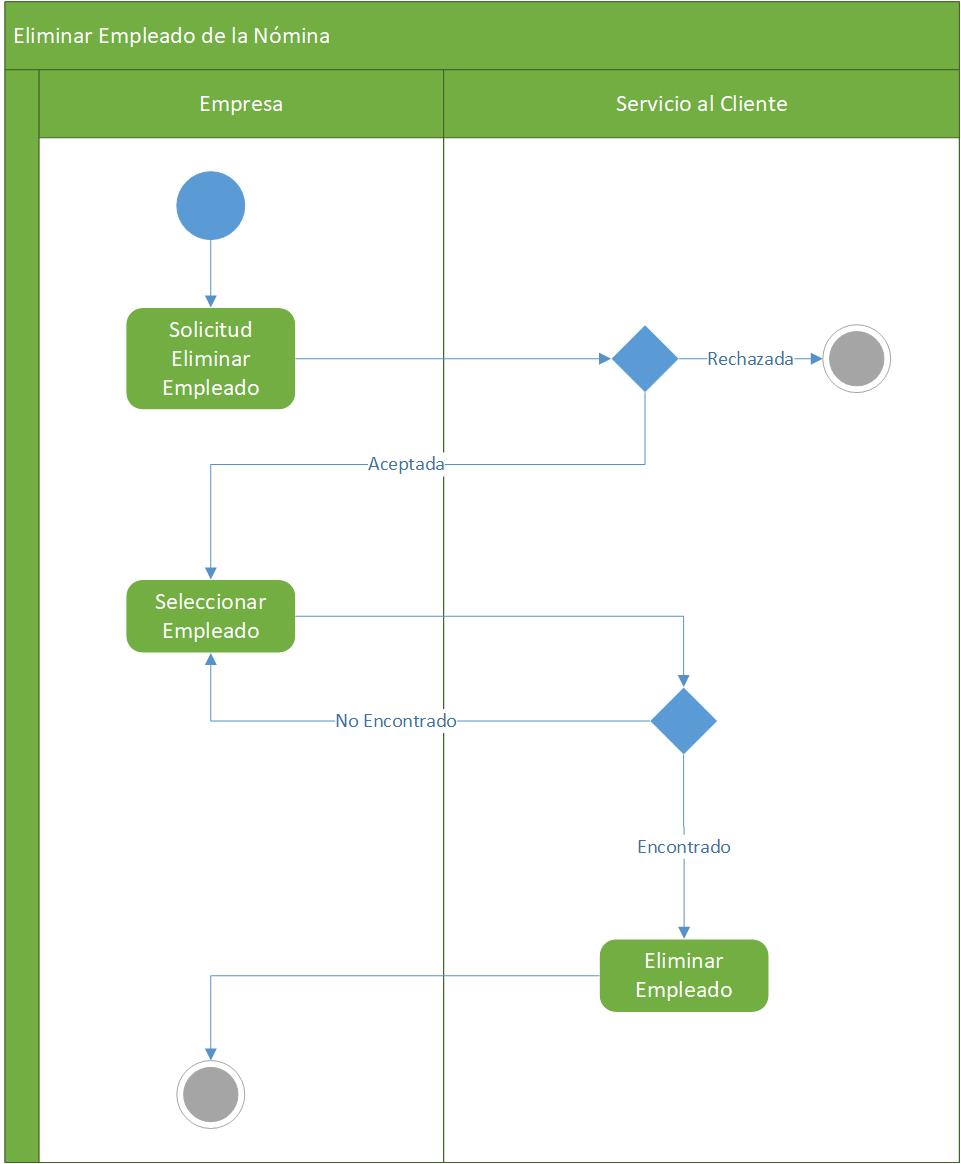 Eliminar Empleado de la Nómina
Empresa
Servicio al Cliente
Solicitud
Eliminar
Empleado
Rechazada
Aceptada
Seleccionar
Empleado
No Encontrado
Encontrado
Eliminar
Empleado